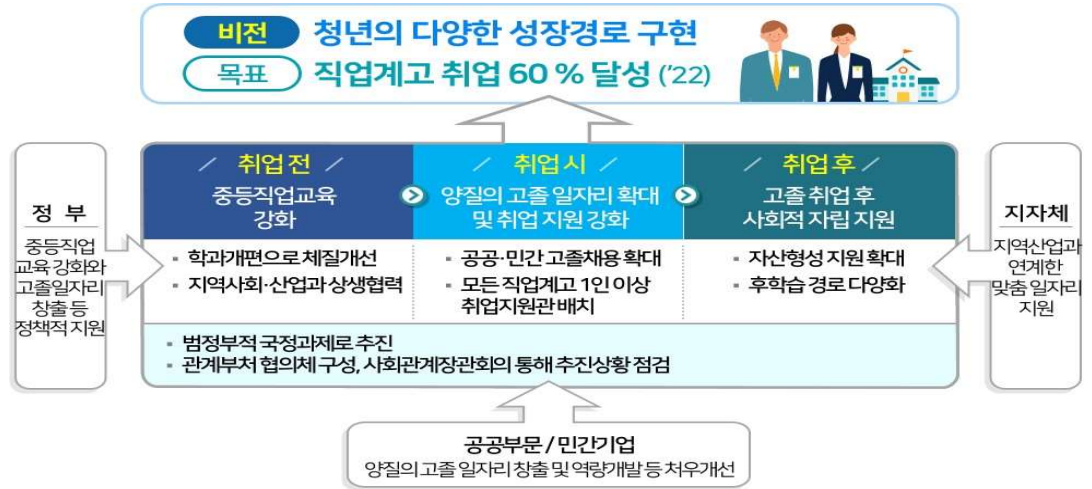 비전 청년의 다양한 성장경로 구현
목표 직업계고 취업 60 % 달성 ('22)
정 부
중등직업
교육 강화와
고졸일자리
창출 등
정책적 지원
취업 전
중등직업교육
강화
▪ 학과개편으로 체질개선
▪ 지역사회·산업과 상생협력
취업 시
양질의 고졸 일자리 확대
및 취업 지원 강화
▪ 공공·민간 고졸채용 확대
▪ 모든 직업계고 1인 이상
취업지원관 배치
취업 후
고졸 취업 후
사회적 자립 지원
▪ 자산형성 지원 확대
▪ 후학습 경로 다양화
지자체
지역산업과
연계한
맞춤 일자리
지원
▪ 범정부적 국정과제로 추진
▪ 관계부처 협의체 구성, 사회관계장관회의 통해 추진상황 점검
공공부문 / 민간기업
양질의 고졸 일자리 창출 및 역량개발 등 처우개선